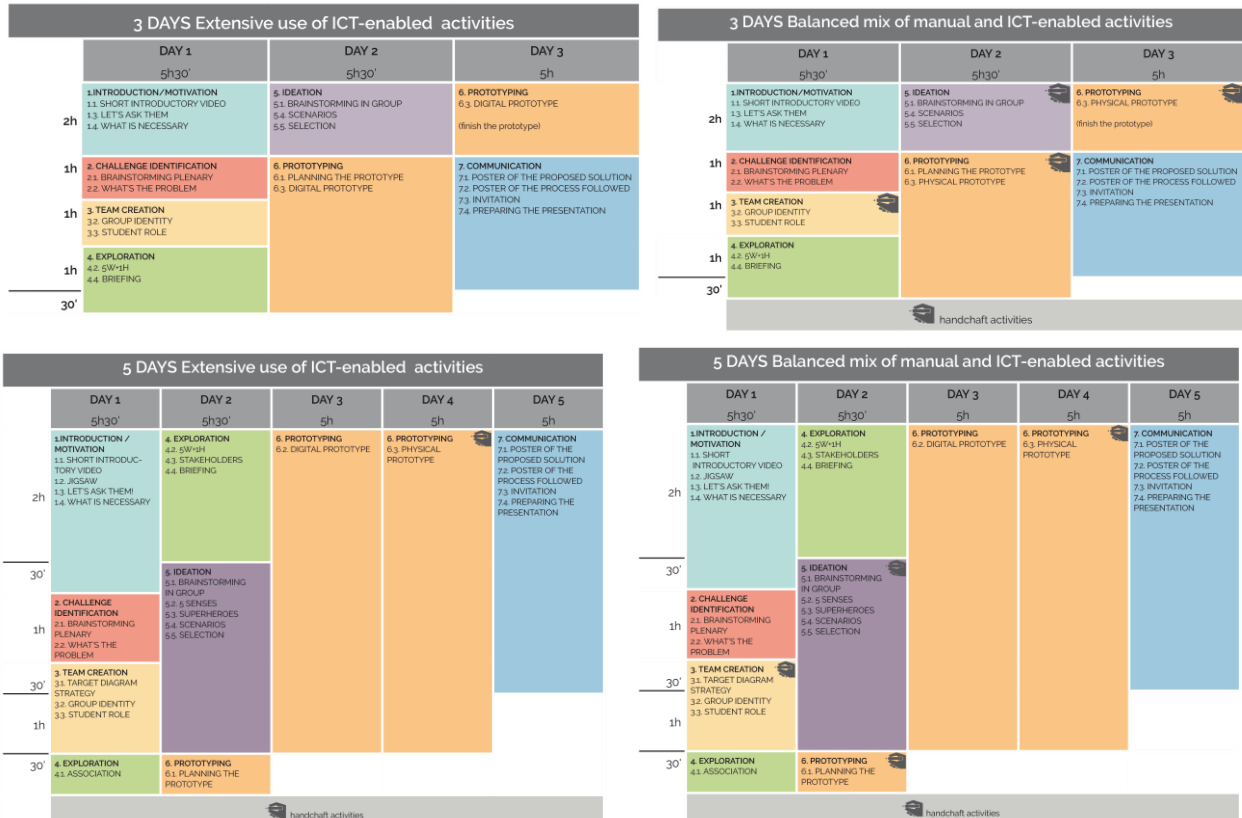 3 DAYS Extensive use of ICT-enabled activities
DAY 1
5h30'
DAY 2
5h30'
DAY 3
5h
2h
1h
1h
1h
30'
1.INTRODUCTION/MOTIVATION
1.1. SHORT INTRODUCTORY VIDEO
1.3. LET'S ASK THEM
1.4. WHAT IS NECESSARY
2. CHALLENGE IDENTIFICATION
2.1. BRAINSTORMING PLENARY
2.2. WHAT'S THE PROBLEM
3. TEAM CREATION
3.2. GROUP IDENTITY
3.3. STUDENT ROLE
4. EXPLORATION
4.2. 5W+1H
4.4. BRIEFING
5. IDEATION
5.1. BRAINSTORMING IN GROUP
5.4. SCENARIOS
5.5. SELECTION
6. PROTOTYPING
6.1. PLANNING THE PROTOTYPE
6.3. DIGITAL PROTOTYPE
6. PROTOTYPING
6.3. DIGITAL PROTOTYPE
(finish the prototype)
7. COMMUNICATION
7.1. POSTER OF THE PROPOSED SOLUTION
7.2. POSTER OF THE PROCESS FOLLOWED
7.3. INVITATION
7.4. PREPARING THE PRESENTATION
3 DAYS Balanced mix of manual and ICT-enabled activities
DAY 1
5h30'
DAY 2
5h30'
DAY 3
5h
2h
1h
1h
1h
30'
1.INTRODUCTION/MOTIVATION
1.1. SHORT INTRODUCTORY VIDEO
1.3. LET'S ASK THEM
1.4. WHAT IS NECESSARY
2. CHALLENGE IDENTIFICATION
2.1. BRAINSTORMING PLENARY
2.2. WHAT'S THE PROBLEM
3. TEAM CREATION
3.2. GROUP IDENTITY
3.3. STUDENT ROLE
4. EXPLORATION
4.2. 5W+1H
4.4. BRIEFING
5. IDEATION
5.1. BRAINSTORMING IN GROUP
5.4. SCENARIOS
5.5. SELECTION
6. PROTOTYPING
6.1. PLANNING THE PROTOTYPE
6.3. PHYSICAL PROTOTYPE
6. PROTOTYPING
6.3. PHYSICAL PROTOTYPE
(finish the prototype)
7. COMMUNICATION
7.1. POSTER OF THE PROPOSED SOLUTION
7.2. POSTER OF THE PROCESS FOLLOWED
7.3. INVITATION
7.4. PREPARING THE PRESENTATION
handchaft activities
5 DAYS Extensive use of ICT-enabled activities
DAY 1
5h30'
DAY 2
5h30'
DAY 3
5h
DAY 4
5h
DAY 5
5h
2h
30'
1h
30'
1h
30'
1.INTRODUCTION /
MOTIVATION
1.1. SHORT INTRODUC-
TORY VIDEO
1.2. JIGSAW
1.3. LET'S ASK THEM!
1.4. WHAT IS NECESSARY
2. CHALLENGE
IDENTIFICATION
2.1. BRAINSTORMING
PLENARY
2.2. WHAT'S THE
PROBLEM
3. TEAM CREATION
3.1. TARGET DIAGRAM
STRATEGY
3.2. GROUP IDENTITY
3.3. STUDENT ROLE
4. EXPLORATION
4.1. ASSOCIATION
4. EXPLORATION
4.2. 5W+1H
4.3. STAKEHOLDERS
4.4. BRIEFING
5. IDEATION
5.1. BRAINSTORMING
IN GROUP
5.2. 5 SENSES
5.3. SUPERHEROES
5.4. SCENARIOS
5.5. SELECTION
6. PROTOTYPING
6.1. PLANNING THE
PROTOTYPE
6. PROTOTYPING
6.2. DIGITAL PROTOTYPE
6. PROTOTYPING
6.3. PHYSICAL
PROTOTYPE
7. COMMUNICATION
7.1. POSTER OF THE
PROPOSED SOLUTION
7.2. POSTER OF THE
PROCESS FOLLOWED
7.3. INVITATION
7.4. PREPARING THE
PRESENTATION
handchaft activities
5 DAYS Balanced mix of manual and ICT-enabled activities
DAY 1
5h30'
DAY 2
5h30'
DAY 3
5h
DAY 4
5h
DAY 5
5h
2h
30'
1h
30'
1h
30'
1.INTRODUCTION /
MOTIVATION
1.1. SHORT
INTRODUCTORY VIDEO
1.2. JIGSAW
1.3. LET'S ASK THEM!
1.4. WHAT IS NECESSARY
2. CHALLENGE
IDENTIFICATION
2.1. BRAINSTORMING
PLENARY
2.2. WHAT'S THE
PROBLEM
3. TEAM CREATION
3.1. TARGET DIAGRAM
STRATEGY
3.2. GROUP IDENTITY
3.3. STUDENT ROLE
4. EXPLORATION
4.1. ASSOCIATION
4. EXPLORATION
4.2. 5W+1H
4.3. STAKEHOLDERS
4.4. BRIEFING
5. IDEATION
5.1. BRAINSTORMING
IN GROUP
5.2. 5 SENSES
5.3. SUPERHEROES
5.4. SCENARIOS
5.5. SELECTION
6. PROTOTYPING
6.1. PLANNING THE
PROTOTYPE
6. PROTOTYPING
6.2. DIGITAL PROTOTYPE
6. PROTOTYPING
6.3. PHYSICAL
PROTOTYPE
7. COMMUNICATION
7.1. POSTER OF THE
PROPOSED SOLUTION
7.2. POSTER OF THE
PROCESS FOLLOWED
7.3. INVITATION
7.4. PREPARING THE
PRESENTATION
handchaft activities